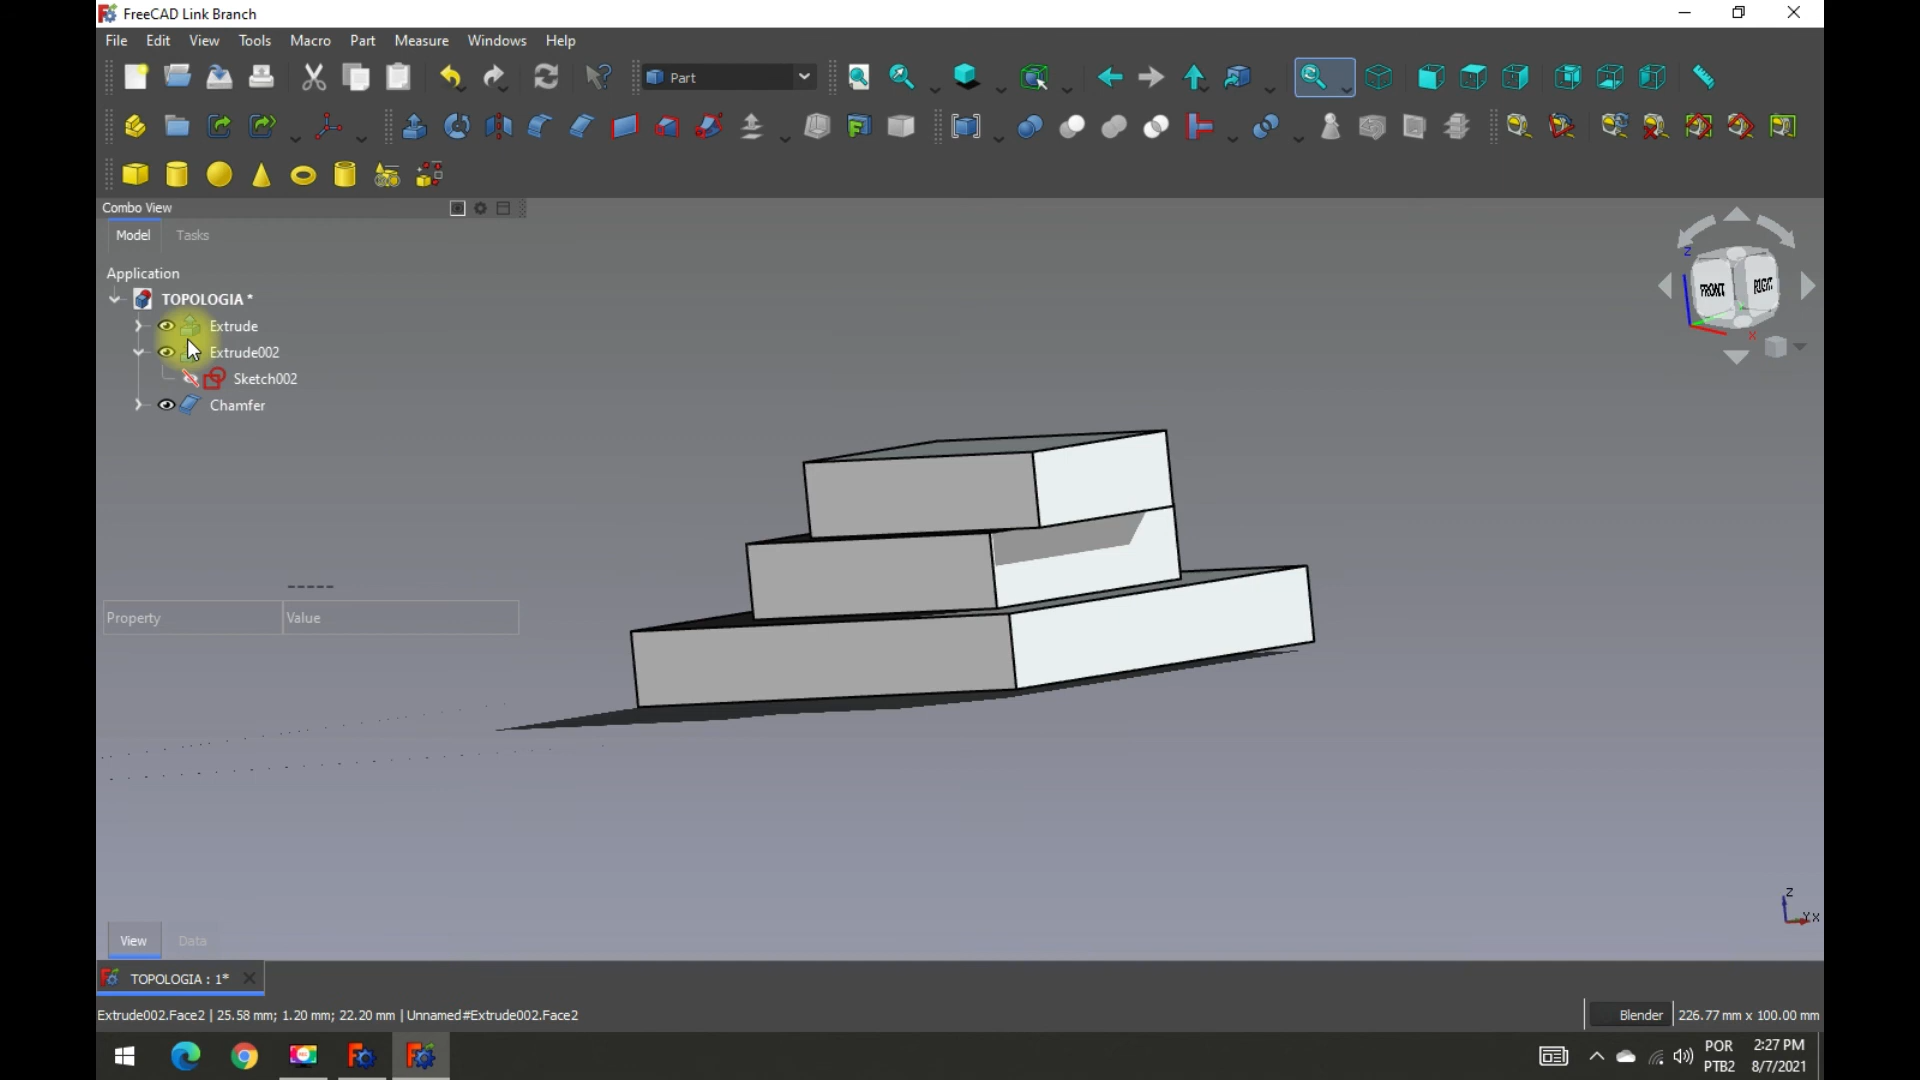 FreeCAD Link Branch
File Edit View Tools Macro Part Measure Windows Help
Part
Combo View
Model Tasks
Application
TOPOLOGIA *
Extrude
Extrude002
Sketch002
Chamfer
FRONT RIGHT
Z
X
Property Value
View Data
Z
Y X
TOPOLOGIA : 1*
Extrude002.Face2 | 25.58 mm; 1.20 mm; 22.20 mm | Unnamed#Extrude002.Face2
Blender 226.77 mm x 100.00 mm
POR 2:27 PM
PTB2 8/7/2021